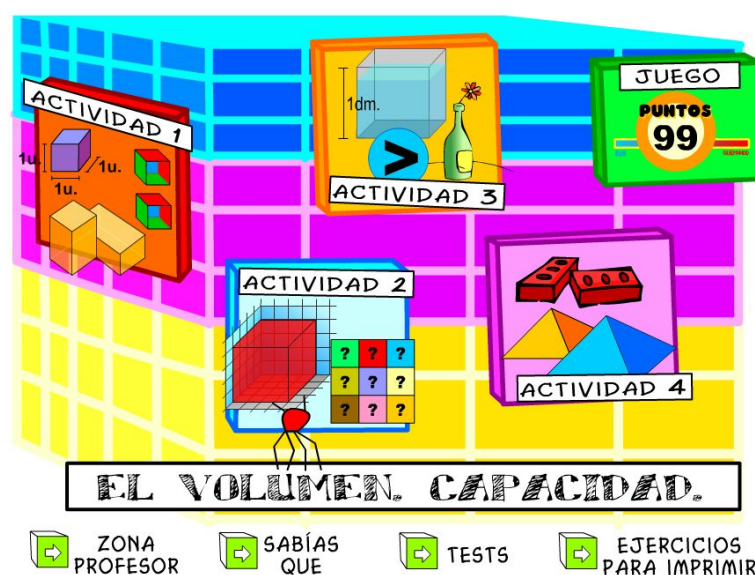 ACTIVIDAD 1
1u.
1u.
1u.
1dm.
>
ACTIVIDAD 3
JUEGO
PUNTOS
99
ACTIVIDAD 2
? ? ?
? ? ?
? ? ?
ACTIVIDAD 4
EL VOLUMEN. CAPACIDAD.
ZONA
PROFESOR
SABÍAS
QUE
TESTS
EJERCICIOS
PARA IMPRIMIR